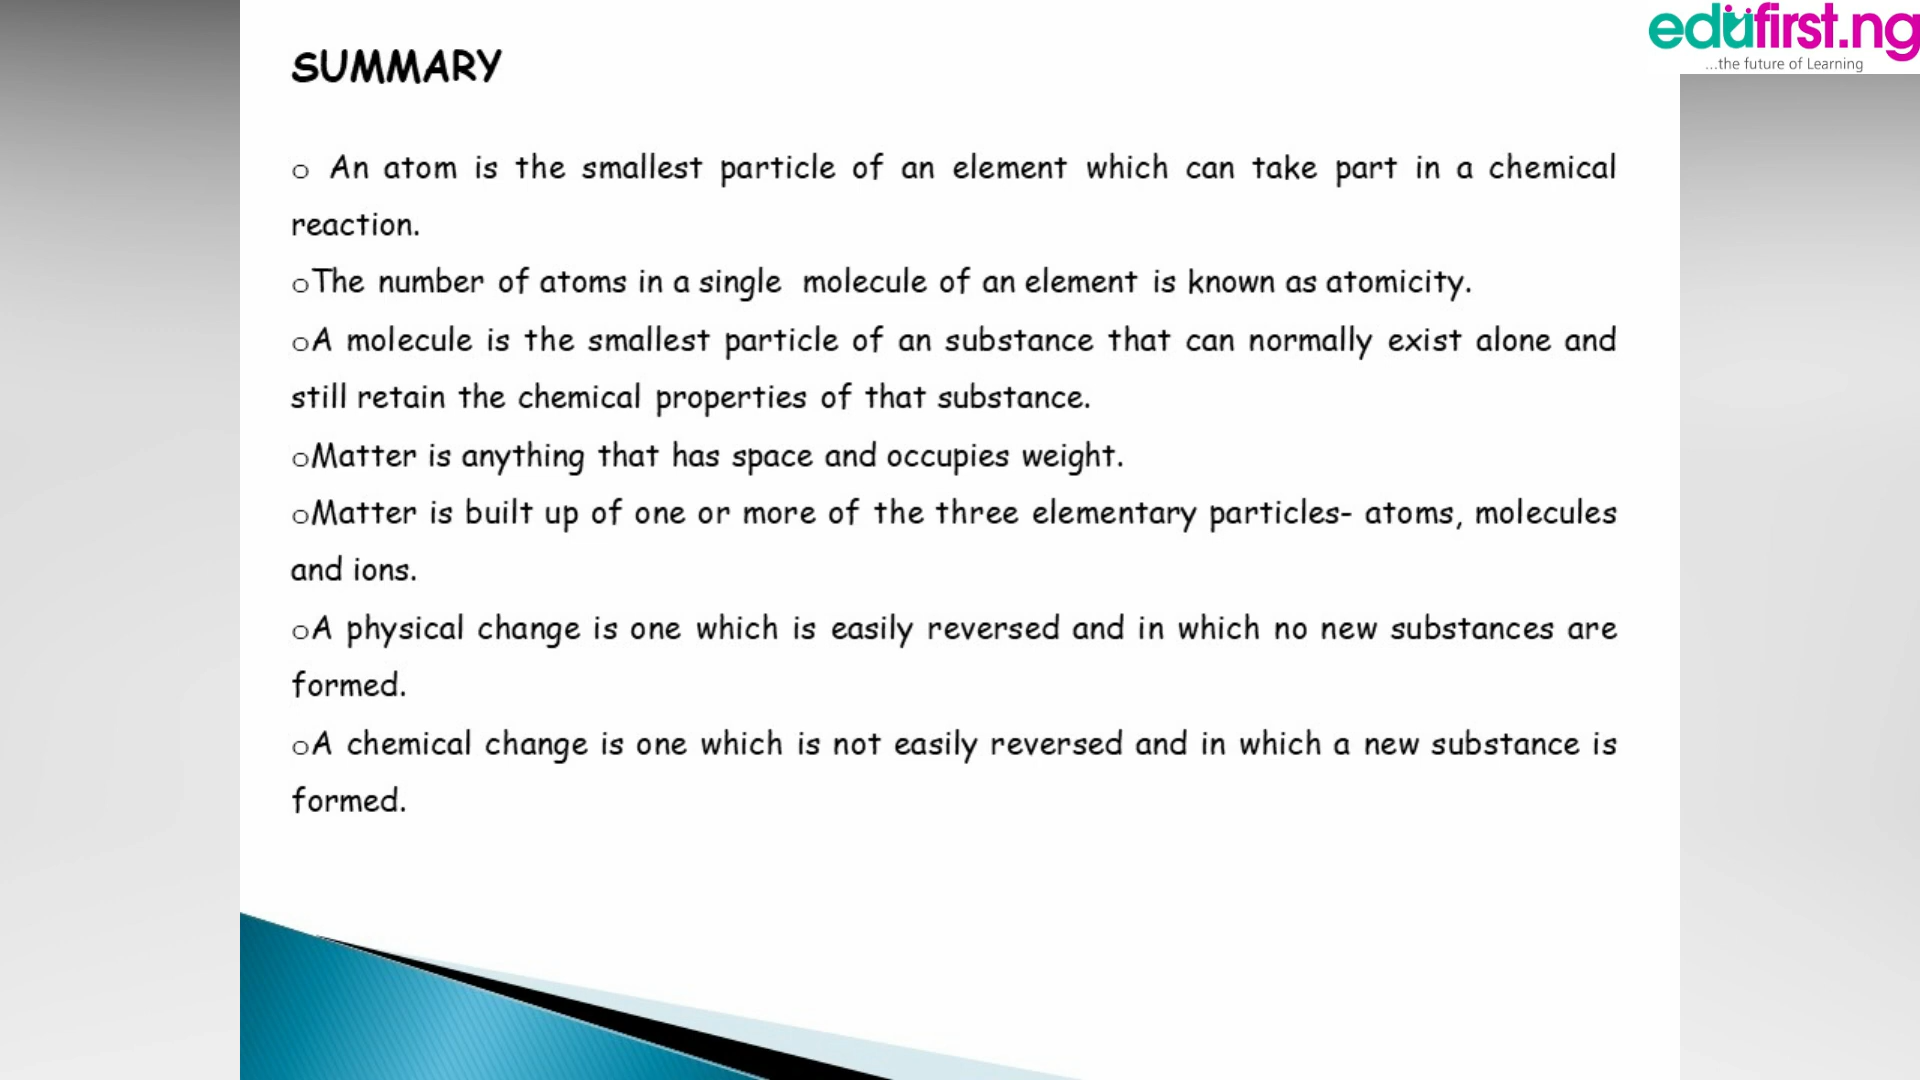 edufirst.ng
...the future of Learning
SUMMARY
o An atom is the smallest particle of an element which can take part in a chemical
reaction.
oThe number of atoms in a single molecule of an element is known as atomicity.
oA molecule is the smallest particle of an substance that can normally exist alone and
still retain the chemical properties of that substance.
oMatter is anything that has space and occupies weight.
oMatter is built up of one or more of the three elementary particles- atoms, molecules
and ions.
oA physical change is one which is easily reversed and in which no new substances are
formed.
oA chemical change is one which is not easily reversed and in which a new substance is
formed.